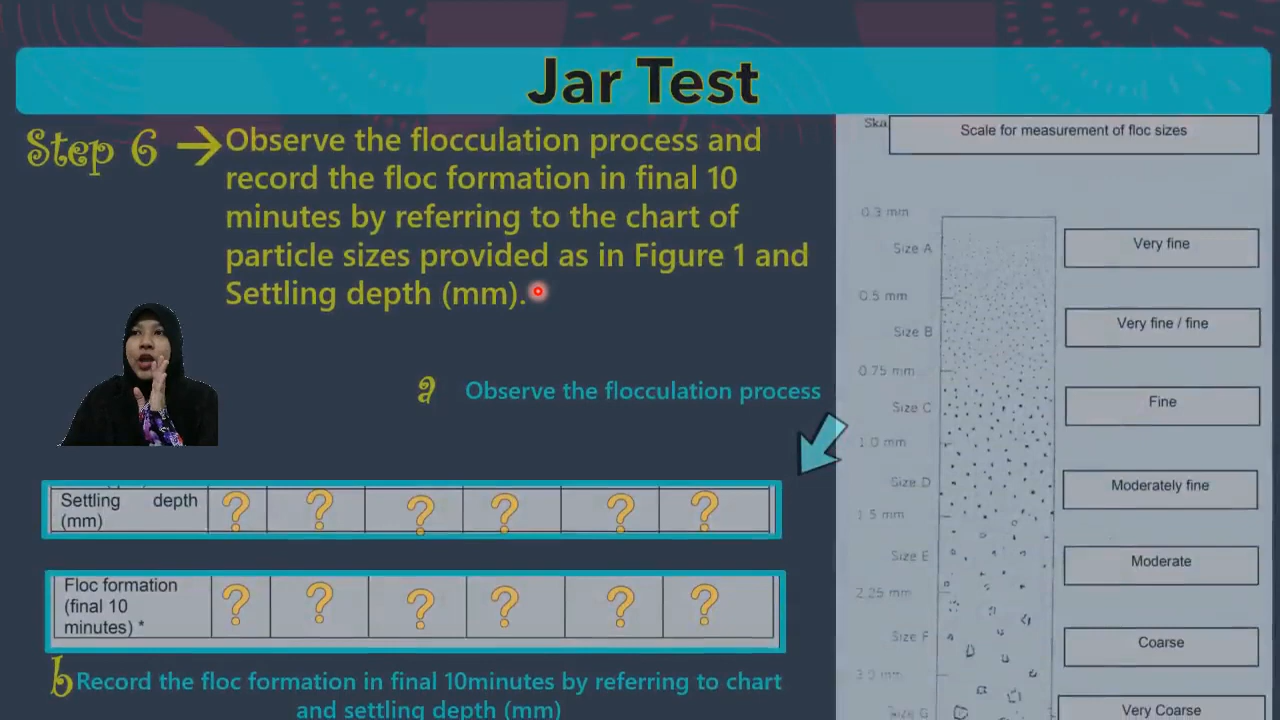 Jar Test
Step 6 → Observe the flocculation process and
record the floc formation in final 10
minutes by referring to the chart of
particle sizes provided as in Figure 1 and
Settling depth (mm).
a Observe the flocculation process
Settling depth
(mm)
? ? ? ? ? ?
Floc formation
(final 10
minutes) *
? ? ? ? ? ?
b Record the floc formation in final 10minutes by referring to chart
and settling depth (mm)
Ska
Scale for measurement of floc sizes
0.3 mm
Size A
Very fine
0.5 mm
Size B
Very fine / fine
0.75 mm
Size C
Fine
1.0 mm
Size D
Moderately fine
1.5 mm
Size E
Moderate
2.25 mm
Size F
Coarse
3.0 mm
Size G
Very Coarse